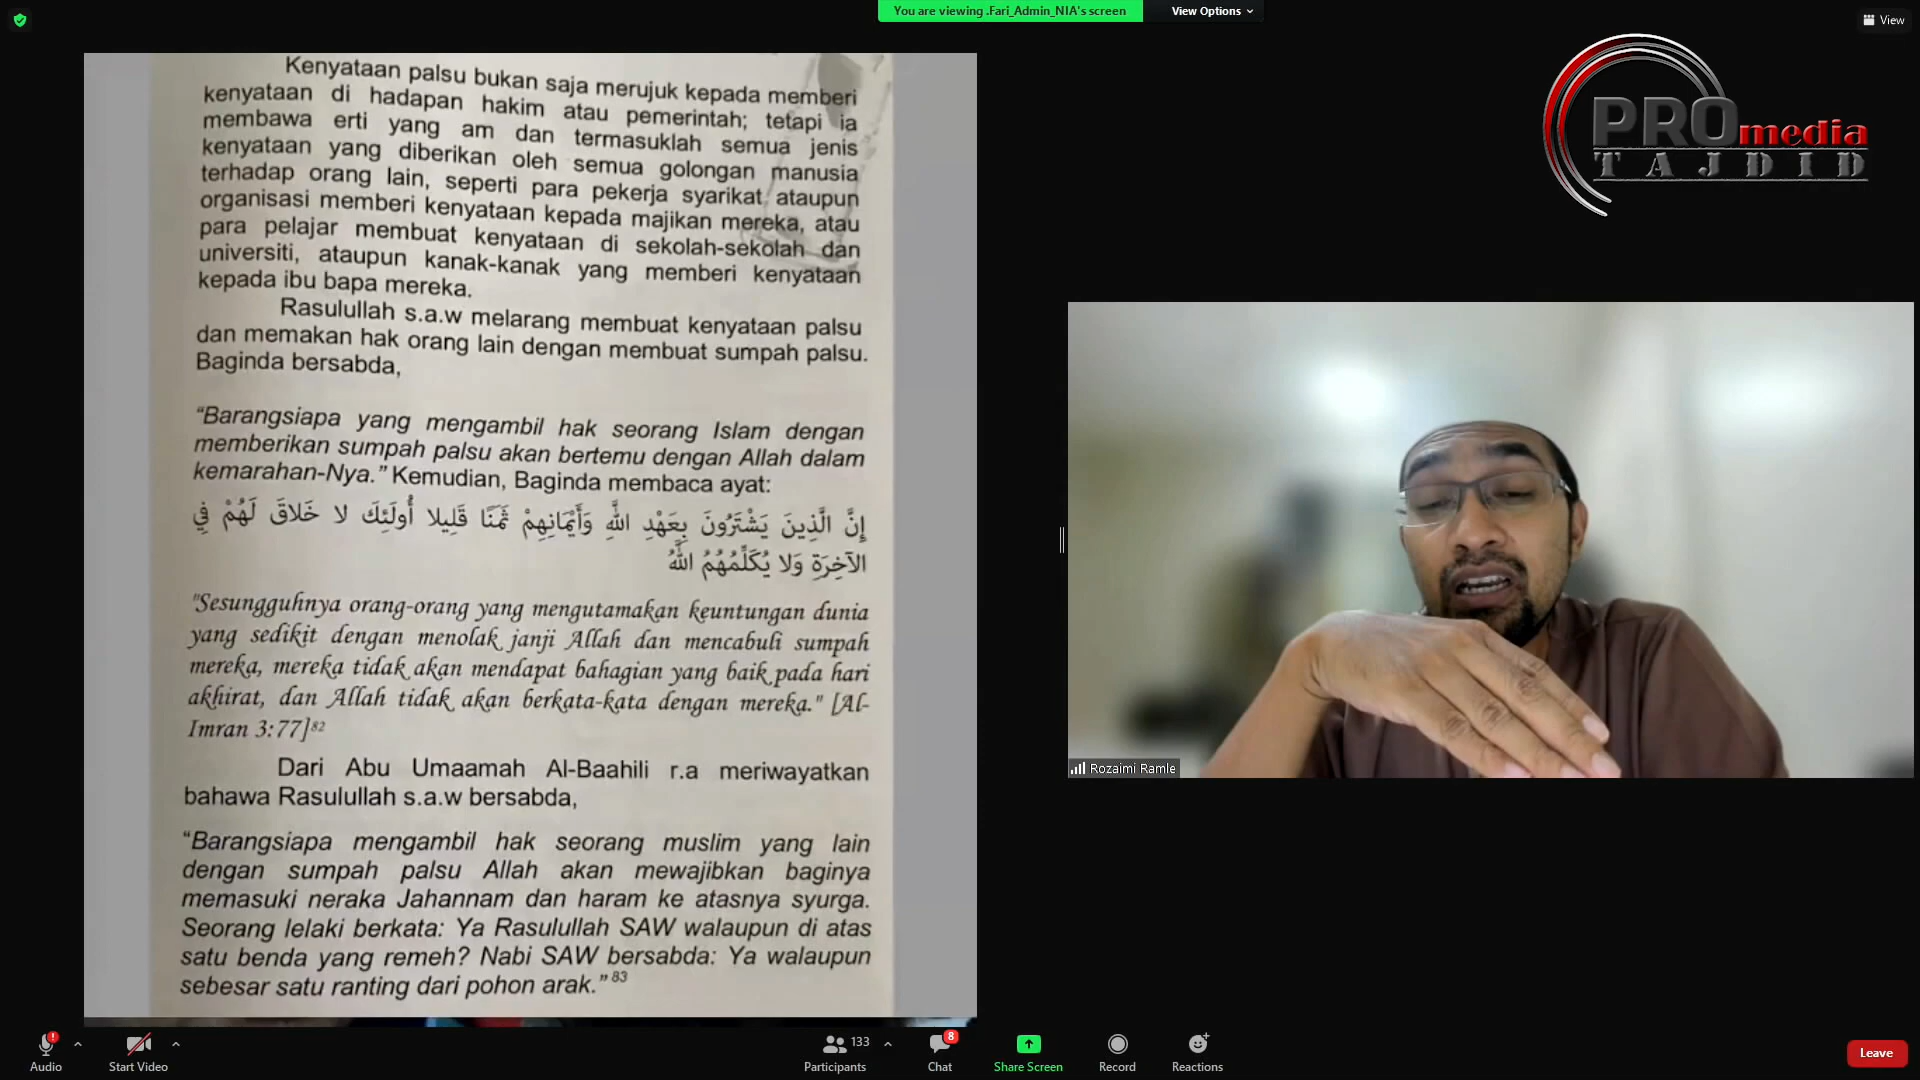 You are viewing .Fari_Admin_NIA's screen
View Options
View
PROmedia
TAJDID
Kenyataan palsu bukan saja merujuk kepada memberi
kenyataan di hadapan hakim atau pemerintah; tetapi ia
membawa erti yang am dan termasuklah semua jenis
kenyataan yang diberikan oleh semua golongan manusia
terhadap orang lain, seperti para pekerja syarikat ataupun
organisasi memberi kenyataan kepada majikan mereka, atau
para pelajar membuat kenyataan di sekolah-sekolah dan
universiti, ataupun kanak-kanak yang memberi kenyataan
kepada ibu bapa mereka.
Rasulullah s.a.w melarang membuat kenyataan palsu
dan memakan hak orang lain dengan membuat sumpah palsu.
Baginda bersabda,
“Barangsiapa yang mengambil hak seorang Islam dengan
memberikan sumpah palsu akan bertemu dengan Allah dalam
kemarahan-Nya.” Kemudian, Baginda membaca ayat:
إِنَّ الَّذِينَ يَشْتَرُونَ بِعَهْدِ اللَّهِ وَأَيْمَانِهِمْ ثَمَنًا قَلِيلا أُولَئِكَ لا خَلاقَ لَهُمْ فِي
الآخِرَةِ وَلا يُكَلِّمُهُمُ اللَّهُ
"Sesungguhnya orang-orang yang mengutamakan keuntungan dunia
yang sedikit dengan menolak janji Allah dan mencabuli sumpah
mereka, mereka tidak akan mendapat bahagian yang baik pada hari
akhirat, dan Allah tidak akan berkata-kata dengan mereka." [Al-
Imran 3:77]82
Dari Abu Umaamah Al-Baahili r.a meriwayatkan
bahawa Rasulullah s.a.w bersabda,
“Barangsiapa mengambil hak seorang muslim yang lain
dengan sumpah palsu Allah akan mewajibkan baginya
memasuki neraka Jahannam dan haram ke atasnya syurga.
Seorang lelaki berkata: Ya Rasulullah SAW walaupun di atas
satu benda yang remeh? Nabi SAW bersabda: Ya walaupun
sebesar satu ranting dari pohon arak.”83
Rozaimi Ramle
Audio
Start Video
133
Participants
8
Chat
Share Screen
Record
Reactions
Leave